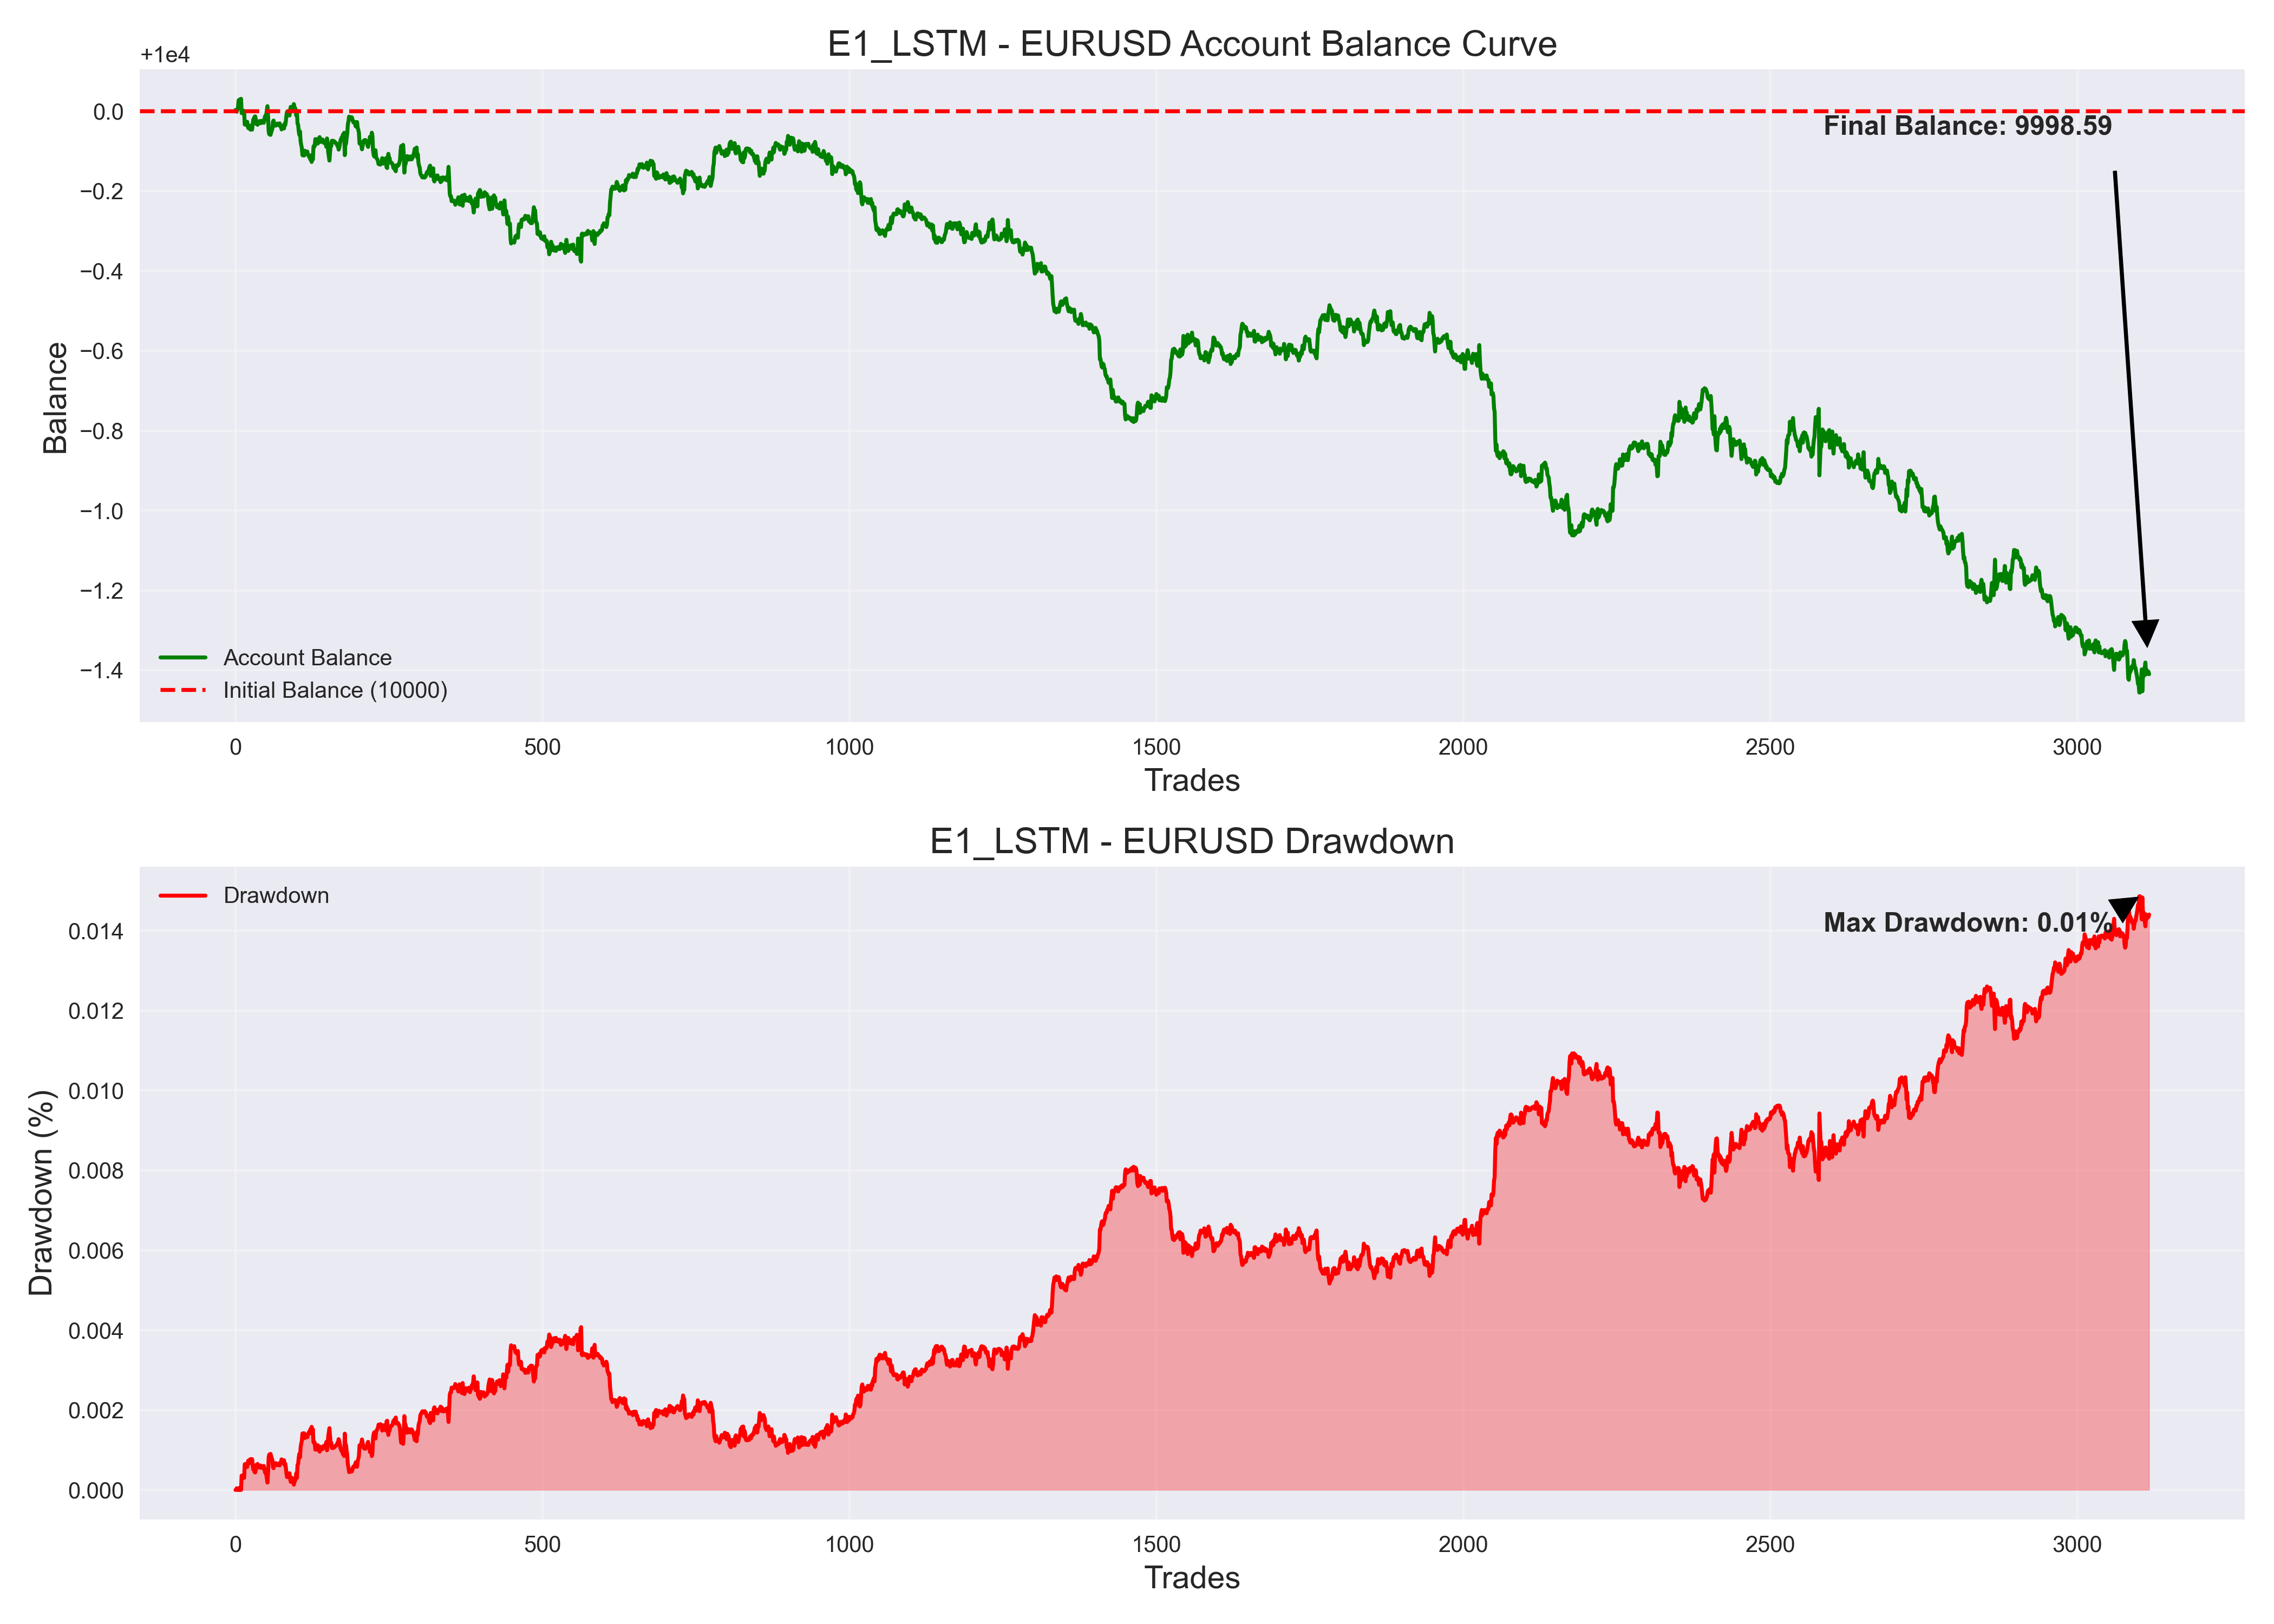 E1_LSTM - EURUSD Account Balance Curve
+1e4
0.0
−0.2
−0.4
−0.6
−0.8
−1.0
−1.2
−1.4
Balance
Final Balance: 9998.59
Account Balance
Initial Balance (10000)
0 500 1000 1500 2000 2500 3000
Trades
E1_LSTM - EURUSD Drawdown
Drawdown
Max Drawdown: 0.01%
0.014
0.012
0.010
0.008
0.006
0.004
0.002
0.000
Drawdown (%)
0 500 1000 1500 2000 2500 3000
Trades